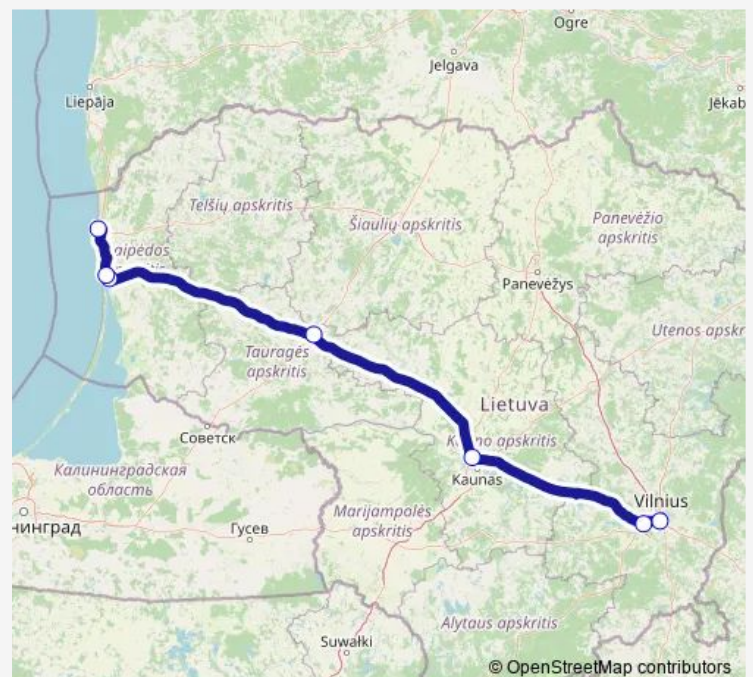 Ogre
Jelgava
Liepāja
Jēkab
Telšių apskritis
Šiaulių apskritis
Panevėžio
apskritis
aipėdos
Panevėžys
Utenos apskr
Tauragės
apskritis
Lietuva
Советск
Kauno apskritis
Kaunas
Калининградская
область
Vilnius
Marijampolės
apskritis
нинград
Гусев
Alytaus apskritis
Suwałki
© OpenStreetMap contributors